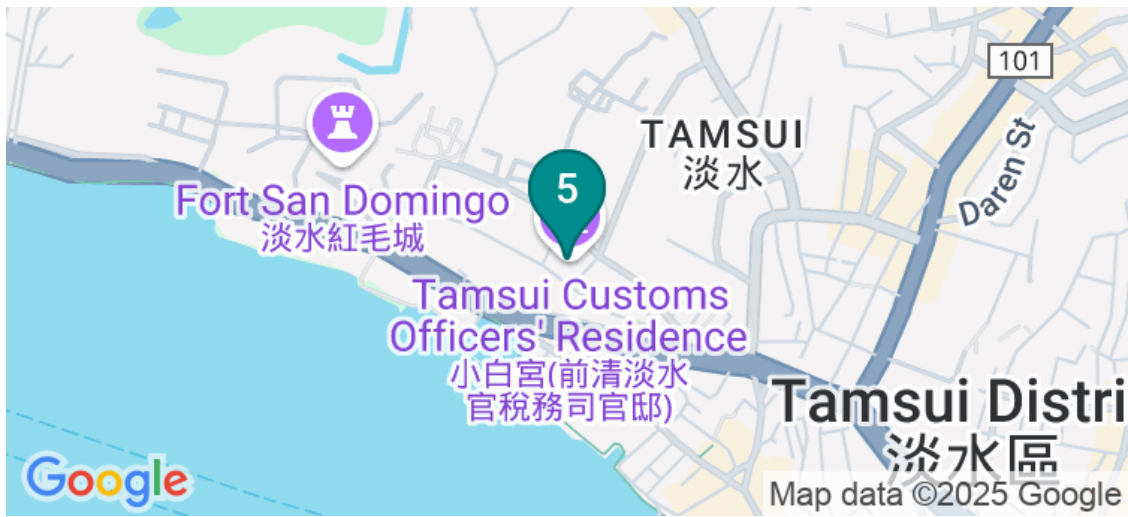 101
TAMSUI
淡水
Daren St
5
Fort San Domingo
淡水紅毛城
Tamsui Customs
Officers' Residence
小白宮(前清淡水
官稅務司官邸)
Tamsui Distri
淡水區
Google
Map data ©2025 Google